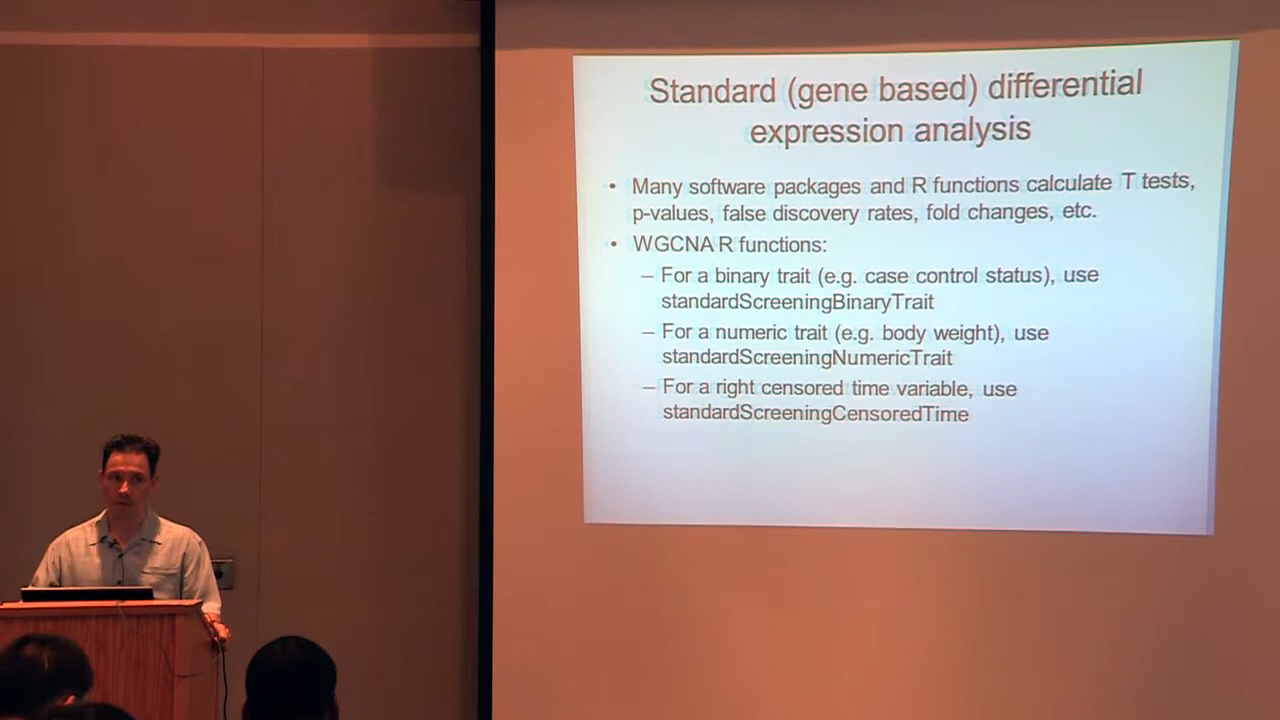 Standard (gene based) differential
expression analysis
• Many software packages and R functions calculate T tests,
p-values, false discovery rates, fold changes, etc.
• WGCNA R functions:
– For a binary trait (e.g. case control status), use
standardScreeningBinaryTrait
– For a numeric trait (e.g. body weight), use
standardScreeningNumericTrait
– For a right censored time variable, use
standardScreeningCensoredTime